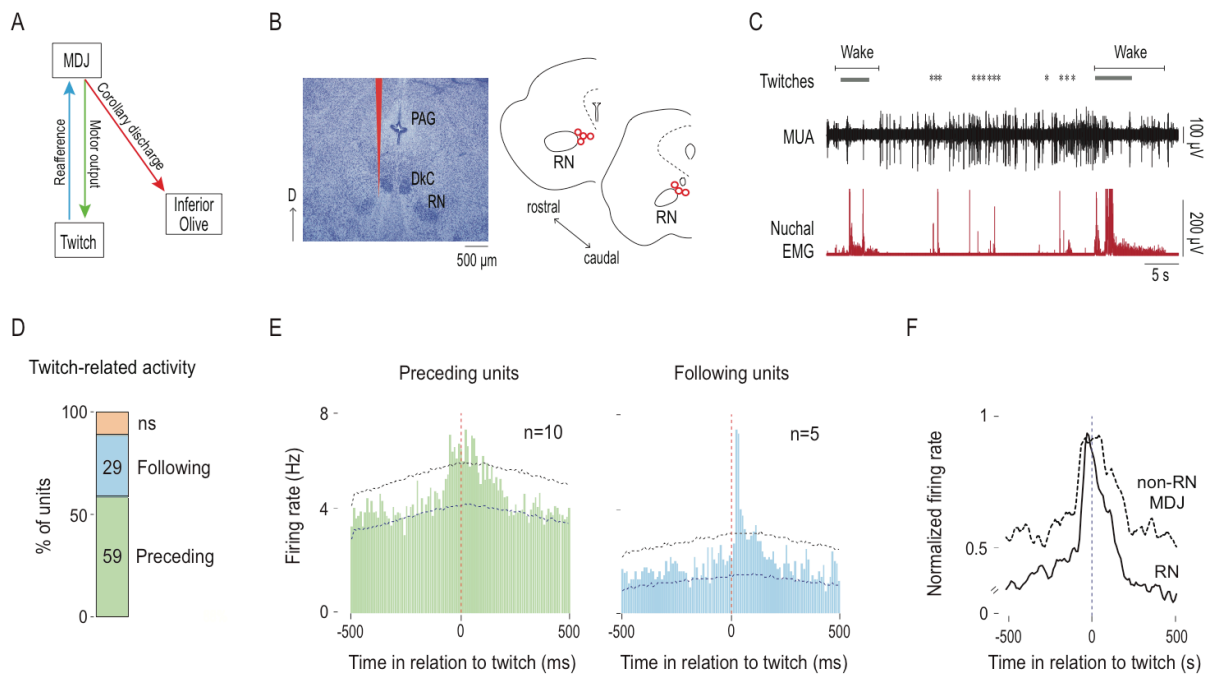 A
MDJ
Reafference
Motor output
Corollary discharge
Twitch
Inferior
Olive
B
PAG
DkC
RN
D
500 µm
RN
RN
rostral
caudal
C
Wake
Wake
Twitches
*** ****** * ***
MUA
100 µV
Nuchal
EMG
200 µV
5 s
D
Twitch-related activity
% of units
100
50
0
ns
29
Following
59
Preceding
E
Preceding units
n=10
Firing rate (Hz)
8
4
0
-500
0
500
Time in relation to twitch (ms)
Following units
n=5
-500
0
500
Time in relation to twitch (ms)
F
Normalized firing rate
1
0.5
0
non-RN
MDJ
RN
-500
0
500
Time in relation to twitch (s)